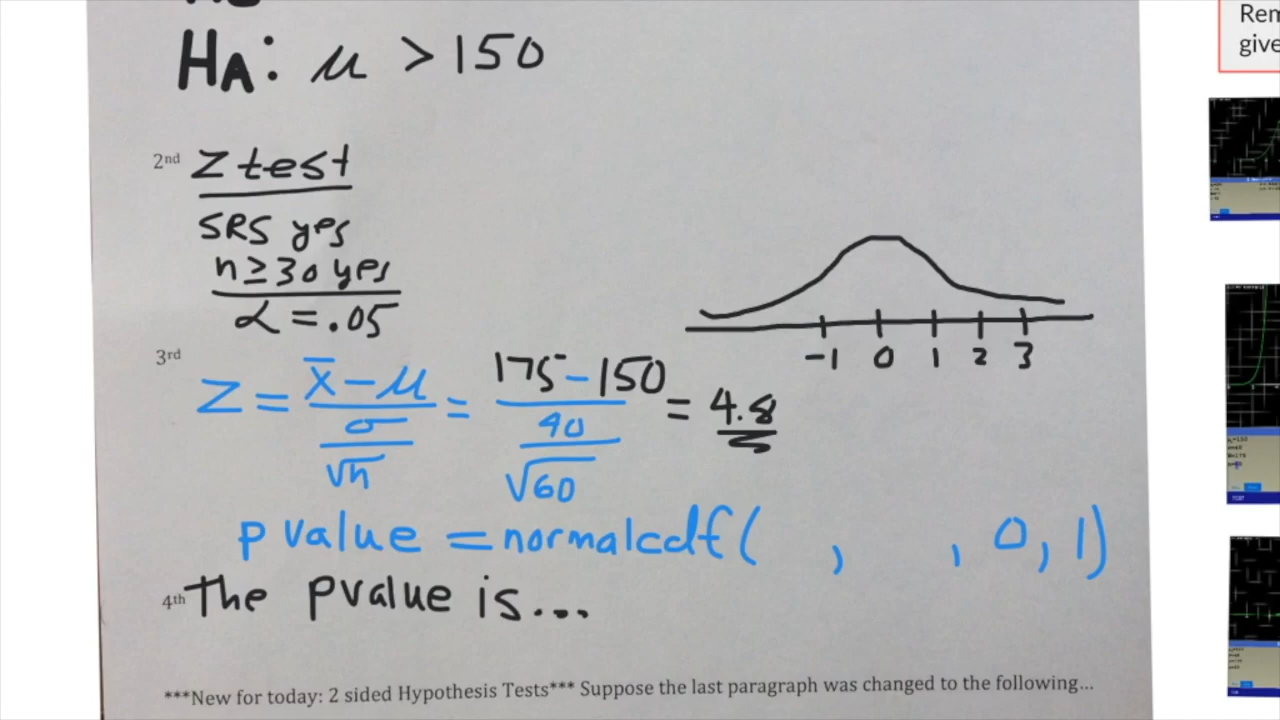 Rem
give
HA: μ > 150
2nd Z test
SRS yes
n ≥ 30 yes
α = .05
-1 0 1 2 3
3rd
Z = x̄ - μ / σ / √n = 175 - 150 / 40 / √60 = 4.8
p value = normalcdf( , , 0, 1)
4th The pvalue is...
***New for today: 2 sided Hypothesis Tests*** Suppose the last paragraph was changed to the following...